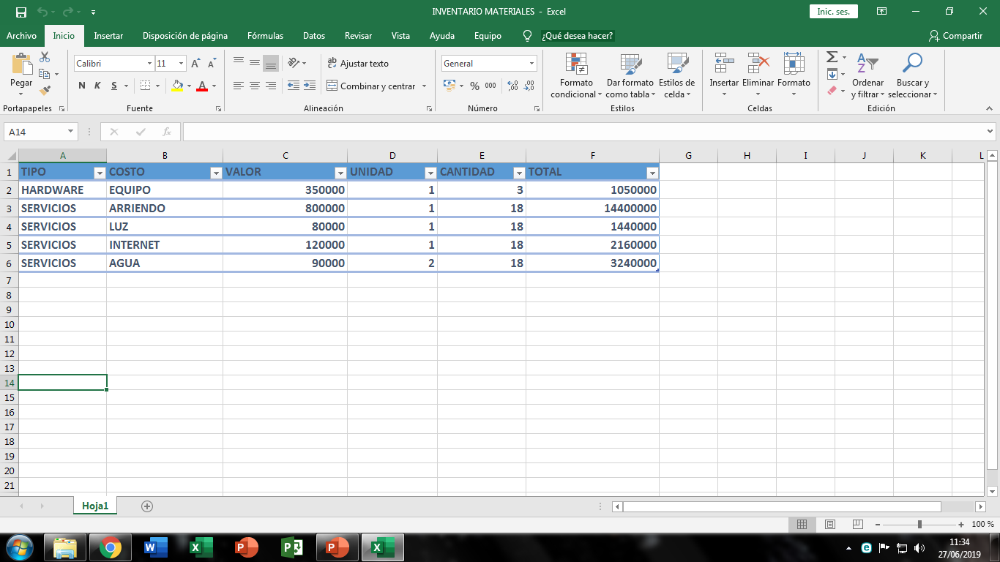 INVENTARIO MATERIALES - Excel
Inic. ses.
Archivo Inicio Insertar Disposición de página Fórmulas Datos Revisar Vista Ayuda Equipo ¿Qué desea hacer? Compartir
Pegar
Portapapeles
Calibri 11 A A
N K S A
Fuente
ab Ajustar texto
Combinar y centrar
Alineación
General
% 000
Número
Formato condicional
Dar formato como tabla
Estilos de celda
Estilos
Insertar Eliminar Formato
Celdas
Ordenar y filtrar
Buscar y seleccionar
Edición
A14 fx
A B C D E F G H I J K L
1 TIPO COSTO VALOR UNIDAD CANTIDAD TOTAL
2 HARDWARE EQUIPO 350000 1 3 1050000
3 SERVICIOS ARRIENDO 800000 1 18 14400000
4 SERVICIOS LUZ 80000 1 18 1440000
5 SERVICIOS INTERNET 120000 1 18 2160000
6 SERVICIOS AGUA 90000 2 18 3240000
7
8
9
10
11
12
13
14
15
16
17
18
19
20
21
Hoja1
100 %
11:34
27/06/2019